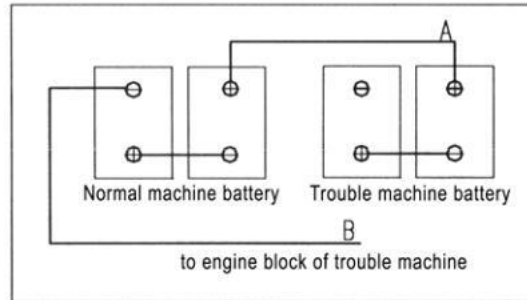 A
Normal machine battery
Trouble machine battery
B
to engine block of trouble machine